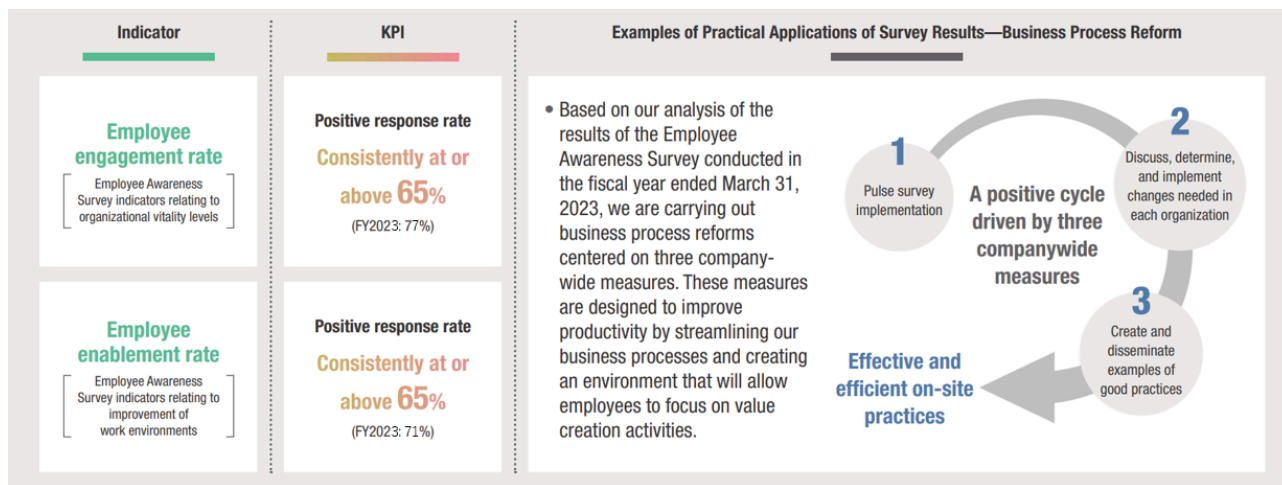 Indicator
KPI
Examples of Practical Applications of Survey Results—Business Process Reform
Employee
engagement rate
Employee Awareness
Survey indicators relating to
organizational vitality levels
Positive response rate
Consistently at or
above 65%
(FY2023: 77%)
Employee
enablement rate
Employee Awareness
Survey indicators relating to
improvement of
work environments
Positive response rate
Consistently at or
above 65%
(FY2023: 71%)
• Based on our analysis of the
results of the Employee
Awareness Survey conducted in
the fiscal year ended March 31,
2023, we are carrying out
business process reforms
centered on three company-
wide measures. These measures
are designed to improve
productivity by streamlining our
business processes and creating
an environment that will allow
employees to focus on value
creation activities.
1
Pulse survey
implementation
2
Discuss, determine,
and implement
changes needed in
each organization
A positive cycle
driven by three
companywide
measures
3
Create and
disseminate
examples of
good practices
Effective and
efficient on-site
practices